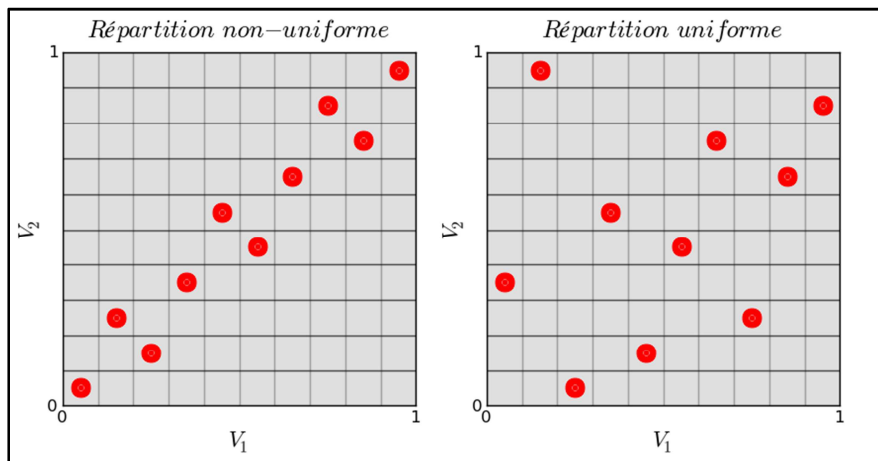 Répartition non−uniforme
1
V₂
0
0
1
V₁
Répartition uniforme
1
V₂
0
0
1
V₁